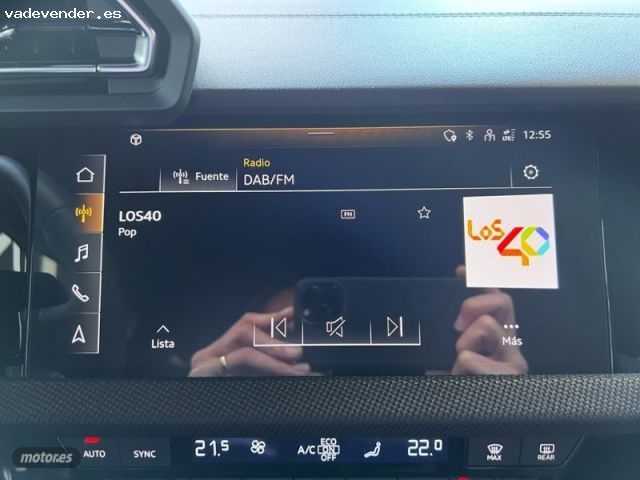 vadevender.es
LTE
12:55
Radio
Fuente
DAB/FM
LOS40
FM
Pop
LOS
40
Lista
Más
motor.es
AUTO
SYNC
21.5
A/C
ECO
ON
OFF
22.0
MAX
REAR